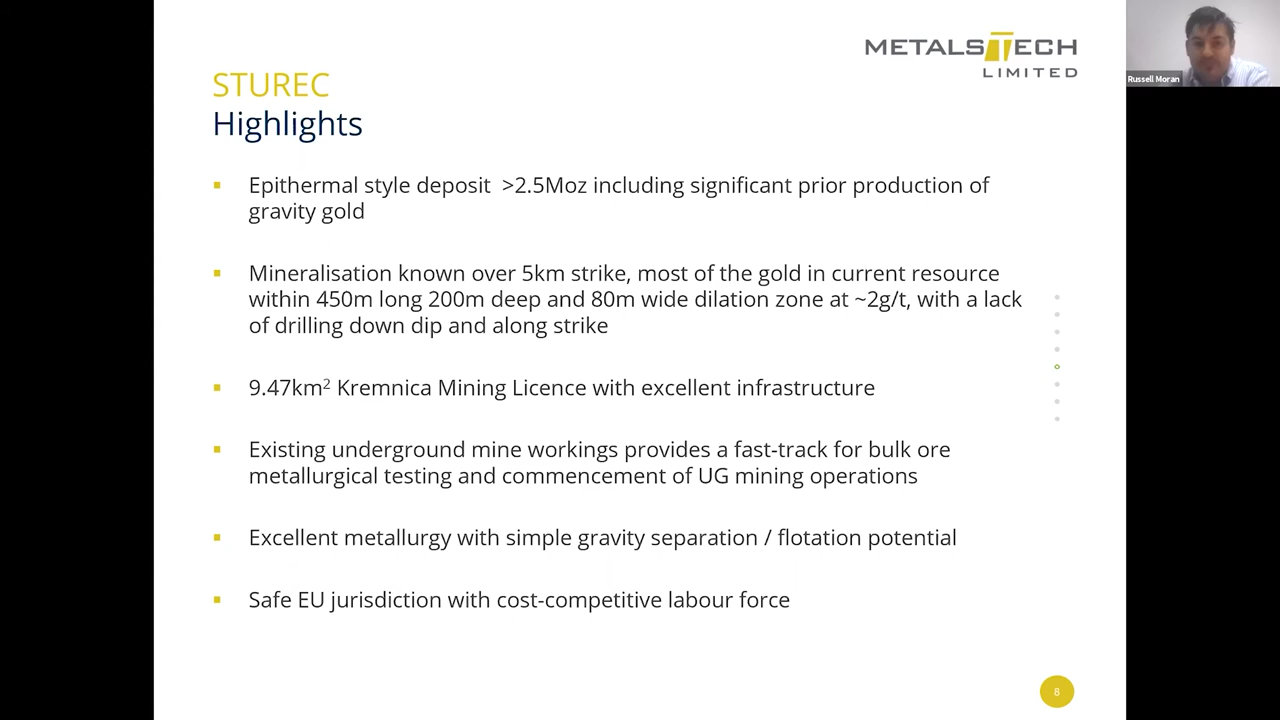 METALSTECH
LIMITED
Russell Moran
STUREC
Highlights
Epithermal style deposit >2.5Moz including significant prior production of
gravity gold
Mineralisation known over 5km strike, most of the gold in current resource
within 450m long 200m deep and 80m wide dilation zone at ~2g/t, with a lack
of drilling down dip and along strike
9.47km² Kremnica Mining Licence with excellent infrastructure
Existing underground mine workings provides a fast-track for bulk ore
metallurgical testing and commencement of UG mining operations
Excellent metallurgy with simple gravity separation / flotation potential
Safe EU jurisdiction with cost-competitive labour force
8